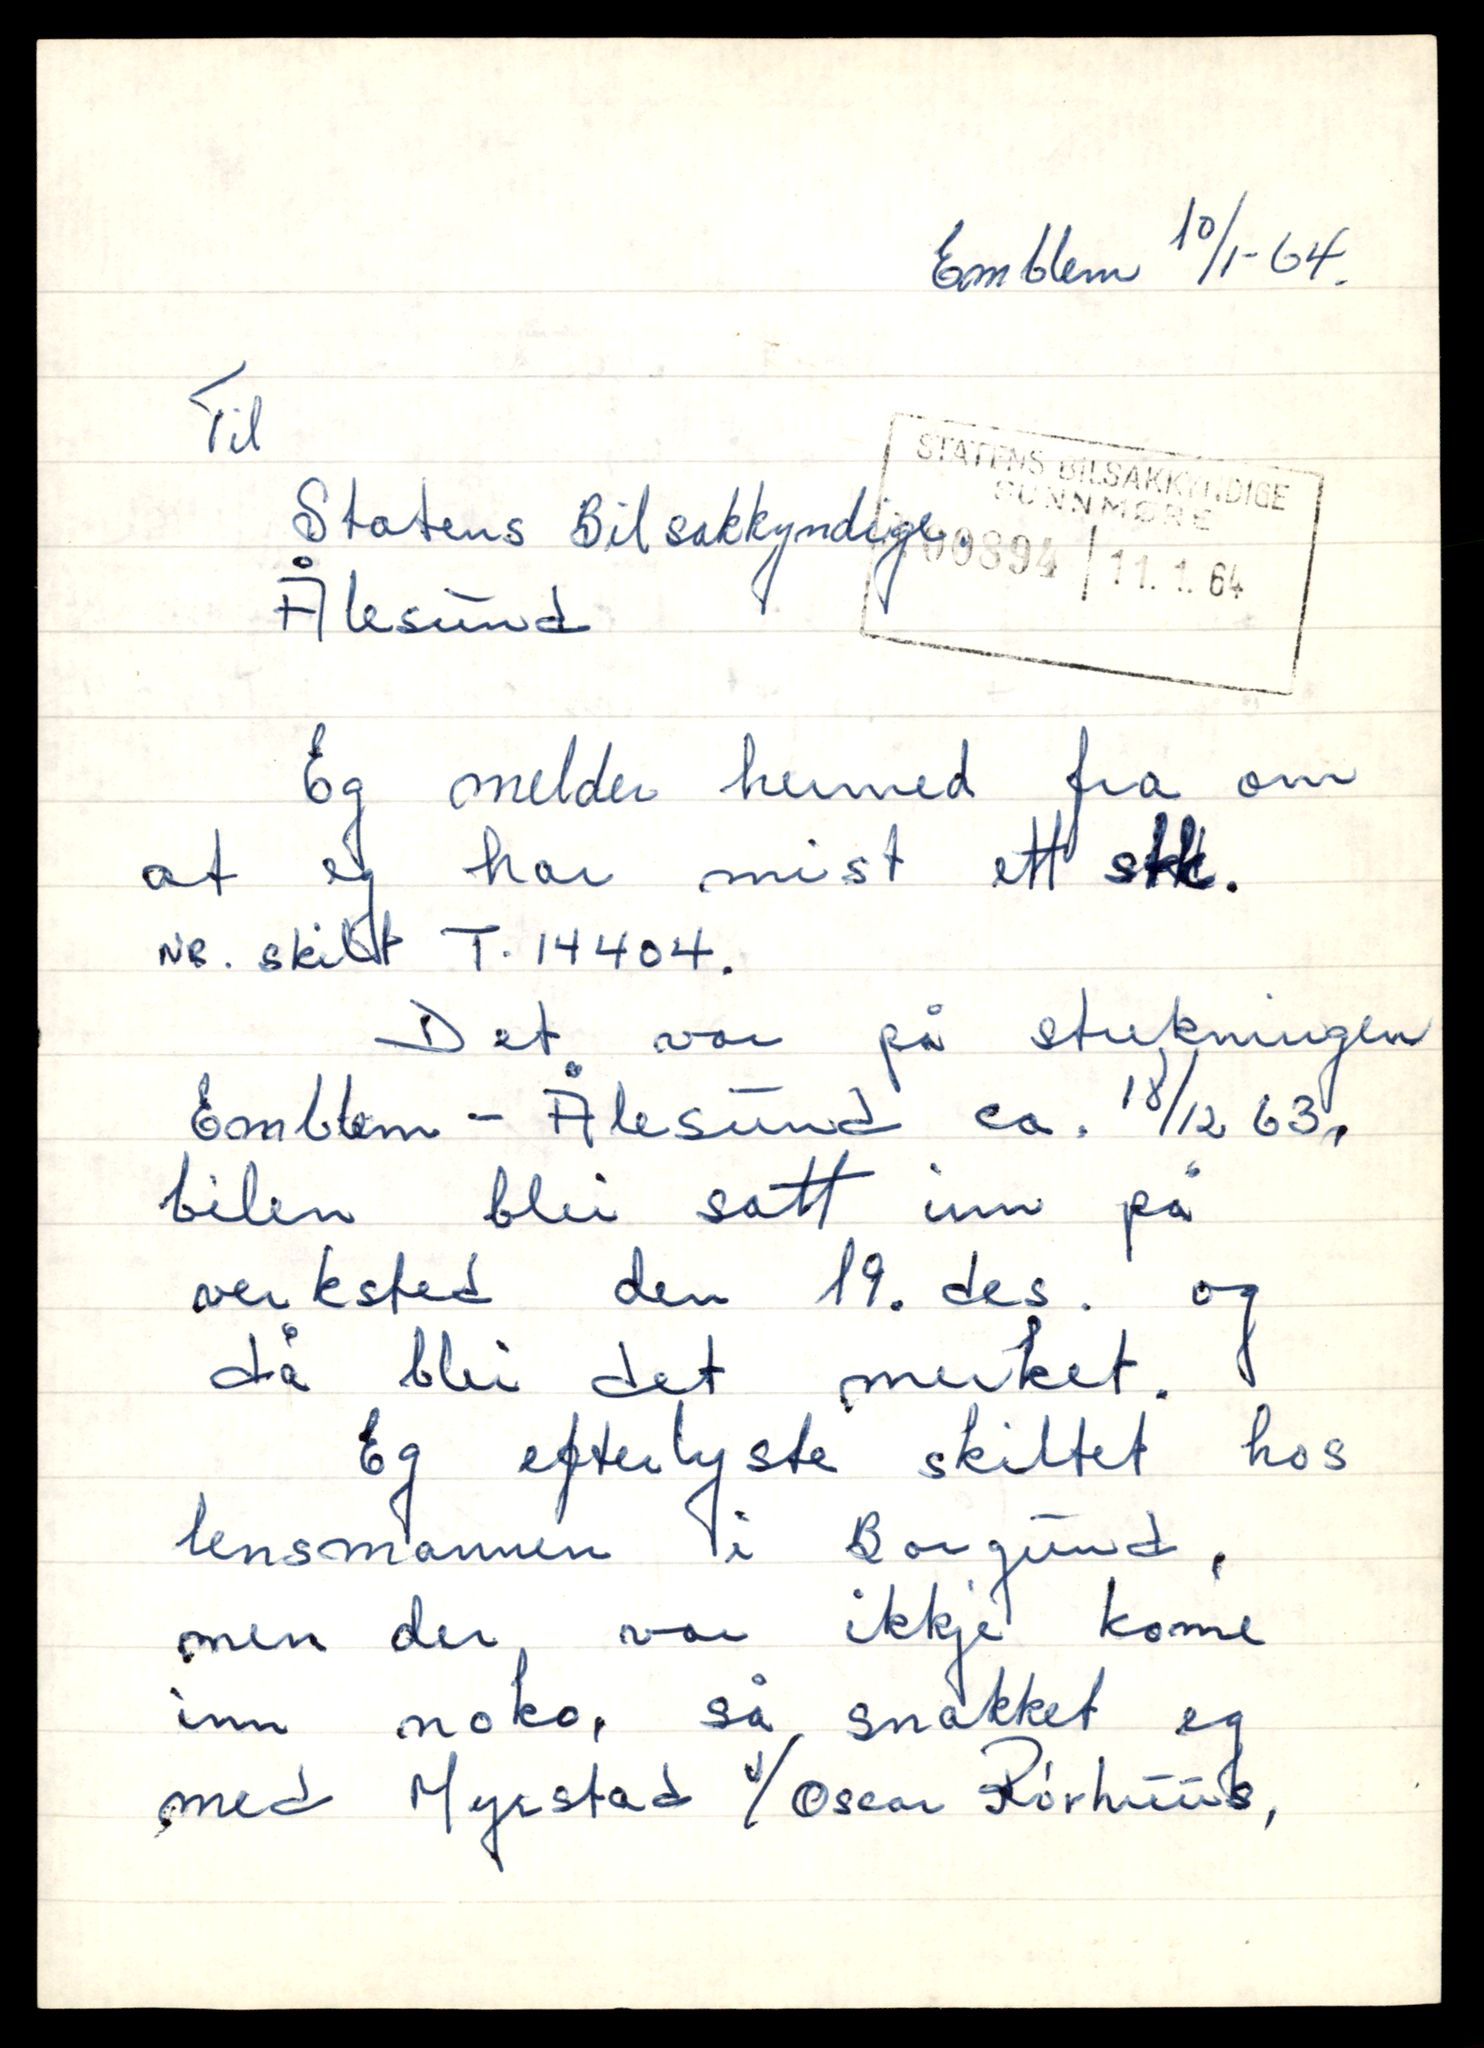 Emblem 10/1-64.
Til
STATENS BILSAKKYNDIGE
SUNNMØRE
00894 11.1.64
Statens Bilsakkyndige.
Ålesund
Eg melder hermed fra om
at eg har mist ett stk.
NR. skilt T. 14404.
Det var på strekningen
Emblem - Ålesund ca. 18/12 63,
bilen blei satt inn på
verksted den 19. des. og
då blei det merket.
Eg efterlyste skiltet hos
lensmannen i Borgund,
men der var ikkje kome
inn noko, så snakket eg
med Myrstad v/Oscar Rörhuus,